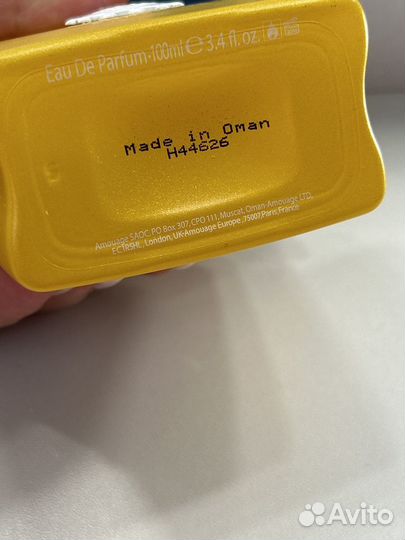 Eau De Parfum-100ml℮3.4 fl. oz.
Made in Oman
H44626
Amouage SAOC, PO Box 307, CPO 111, Muscat, Oman-Amouage LTD,
EC1R5HL, London, UK-Amouage Europe, 75007, Paris, France
Avito